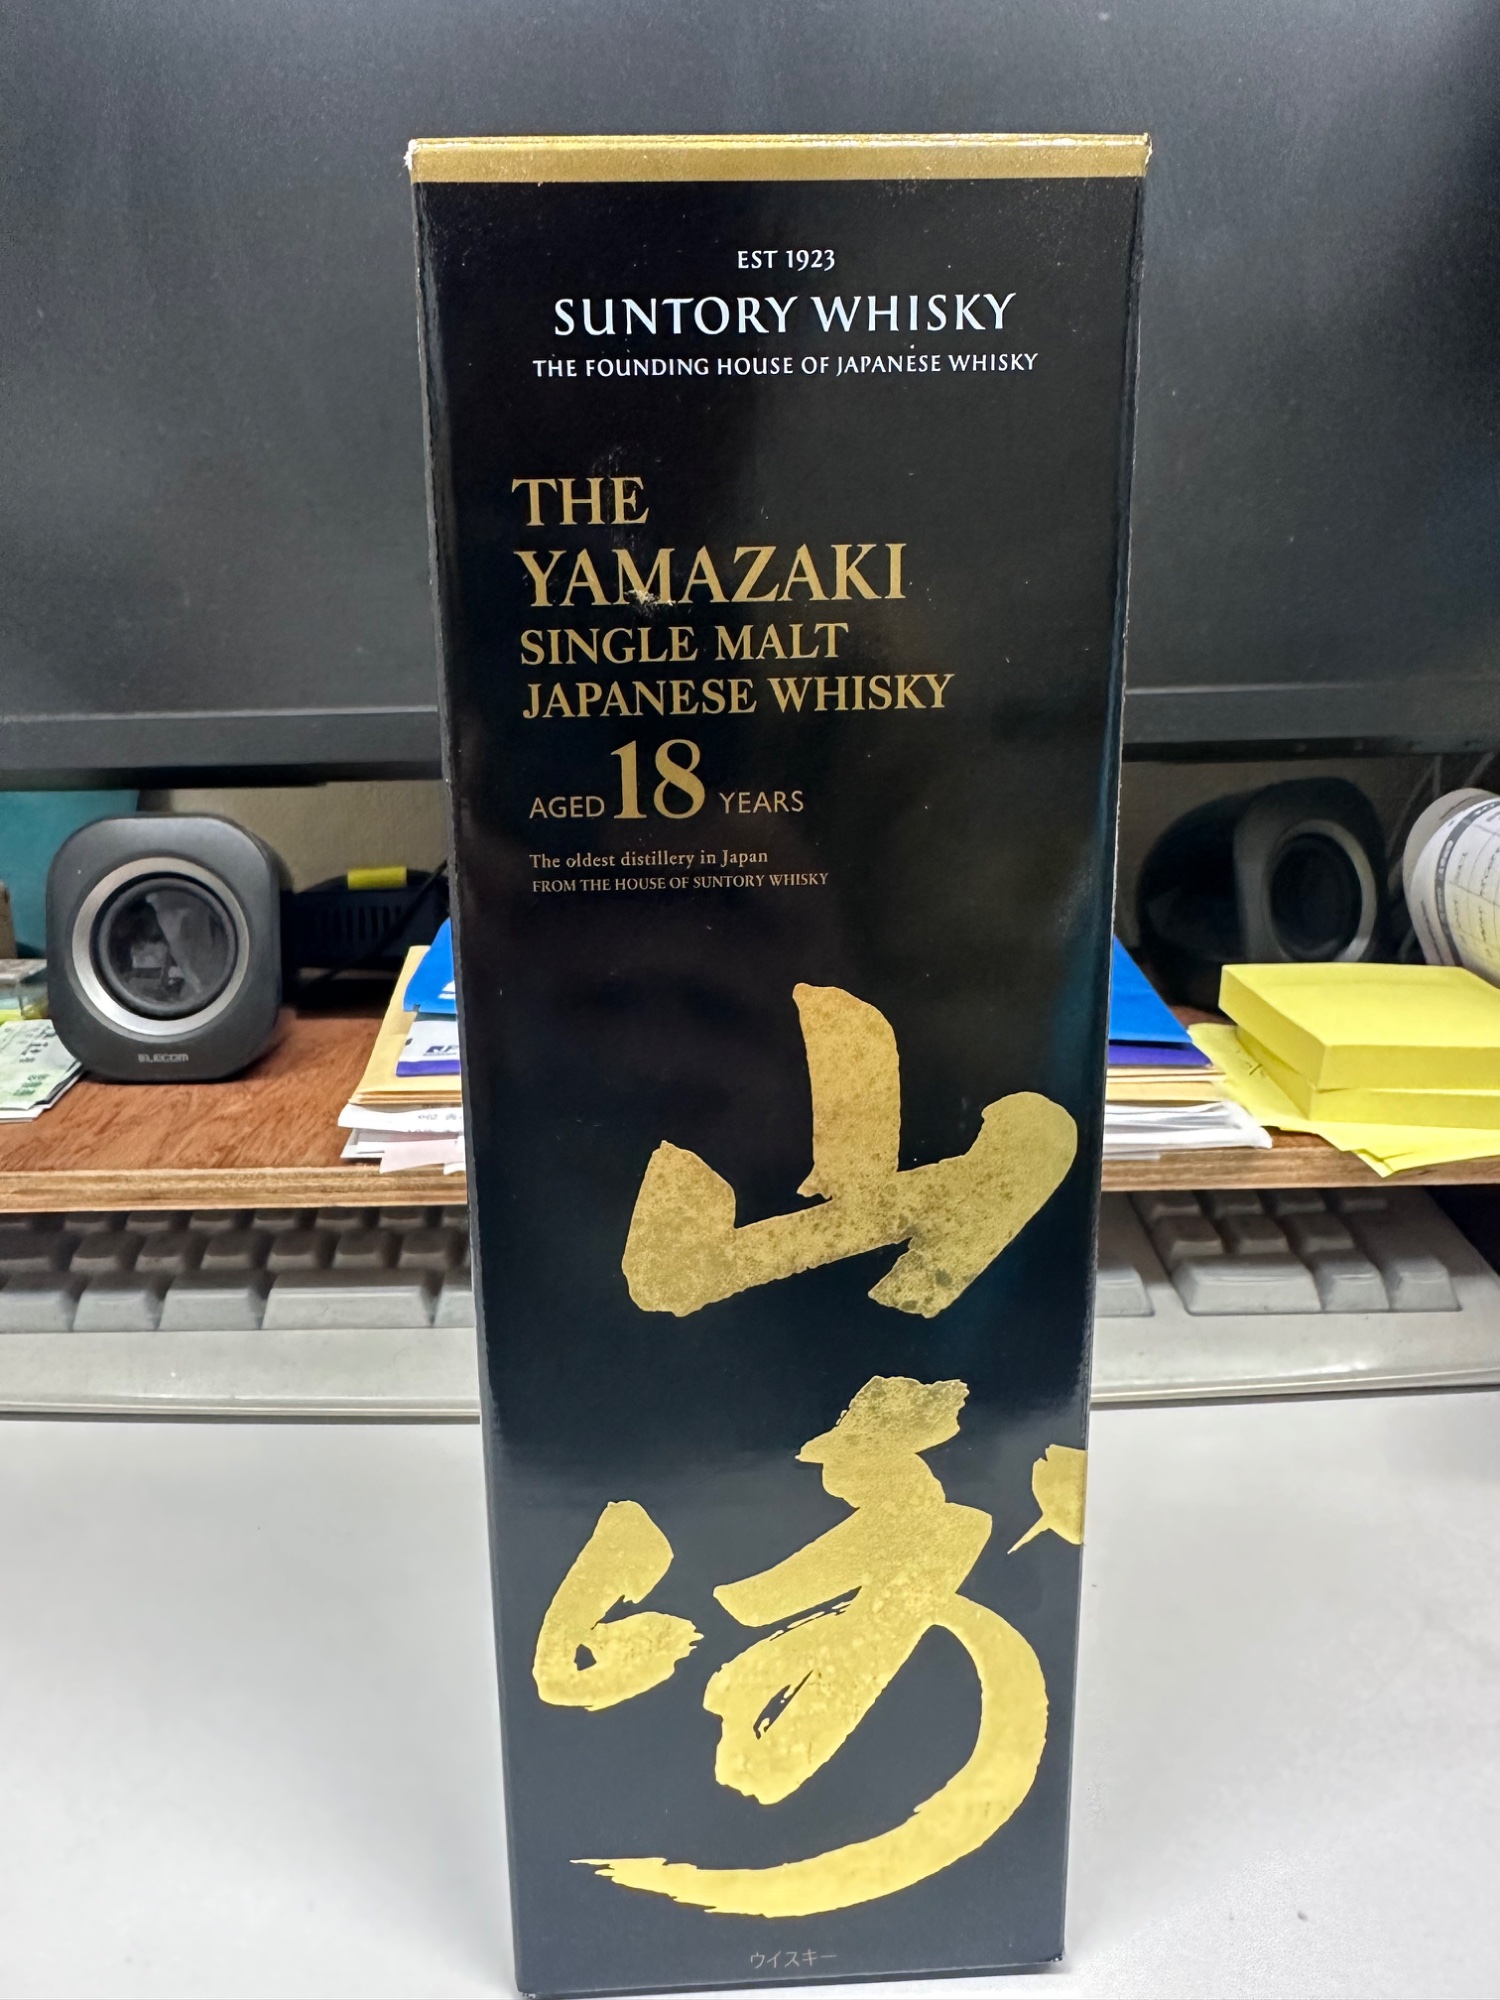 EST 1923
SUNTORY WHISKY
THE FOUNDING HOUSE OF JAPANESE WHISKY
THE
YAMAZAKI
SINGLE MALT
JAPANESE WHISKY
AGED 18 YEARS
The oldest distillery in Japan
FROM THE HOUSE OF SUNTORY WHISKY
山
崎
ウイスキー
ELECOM